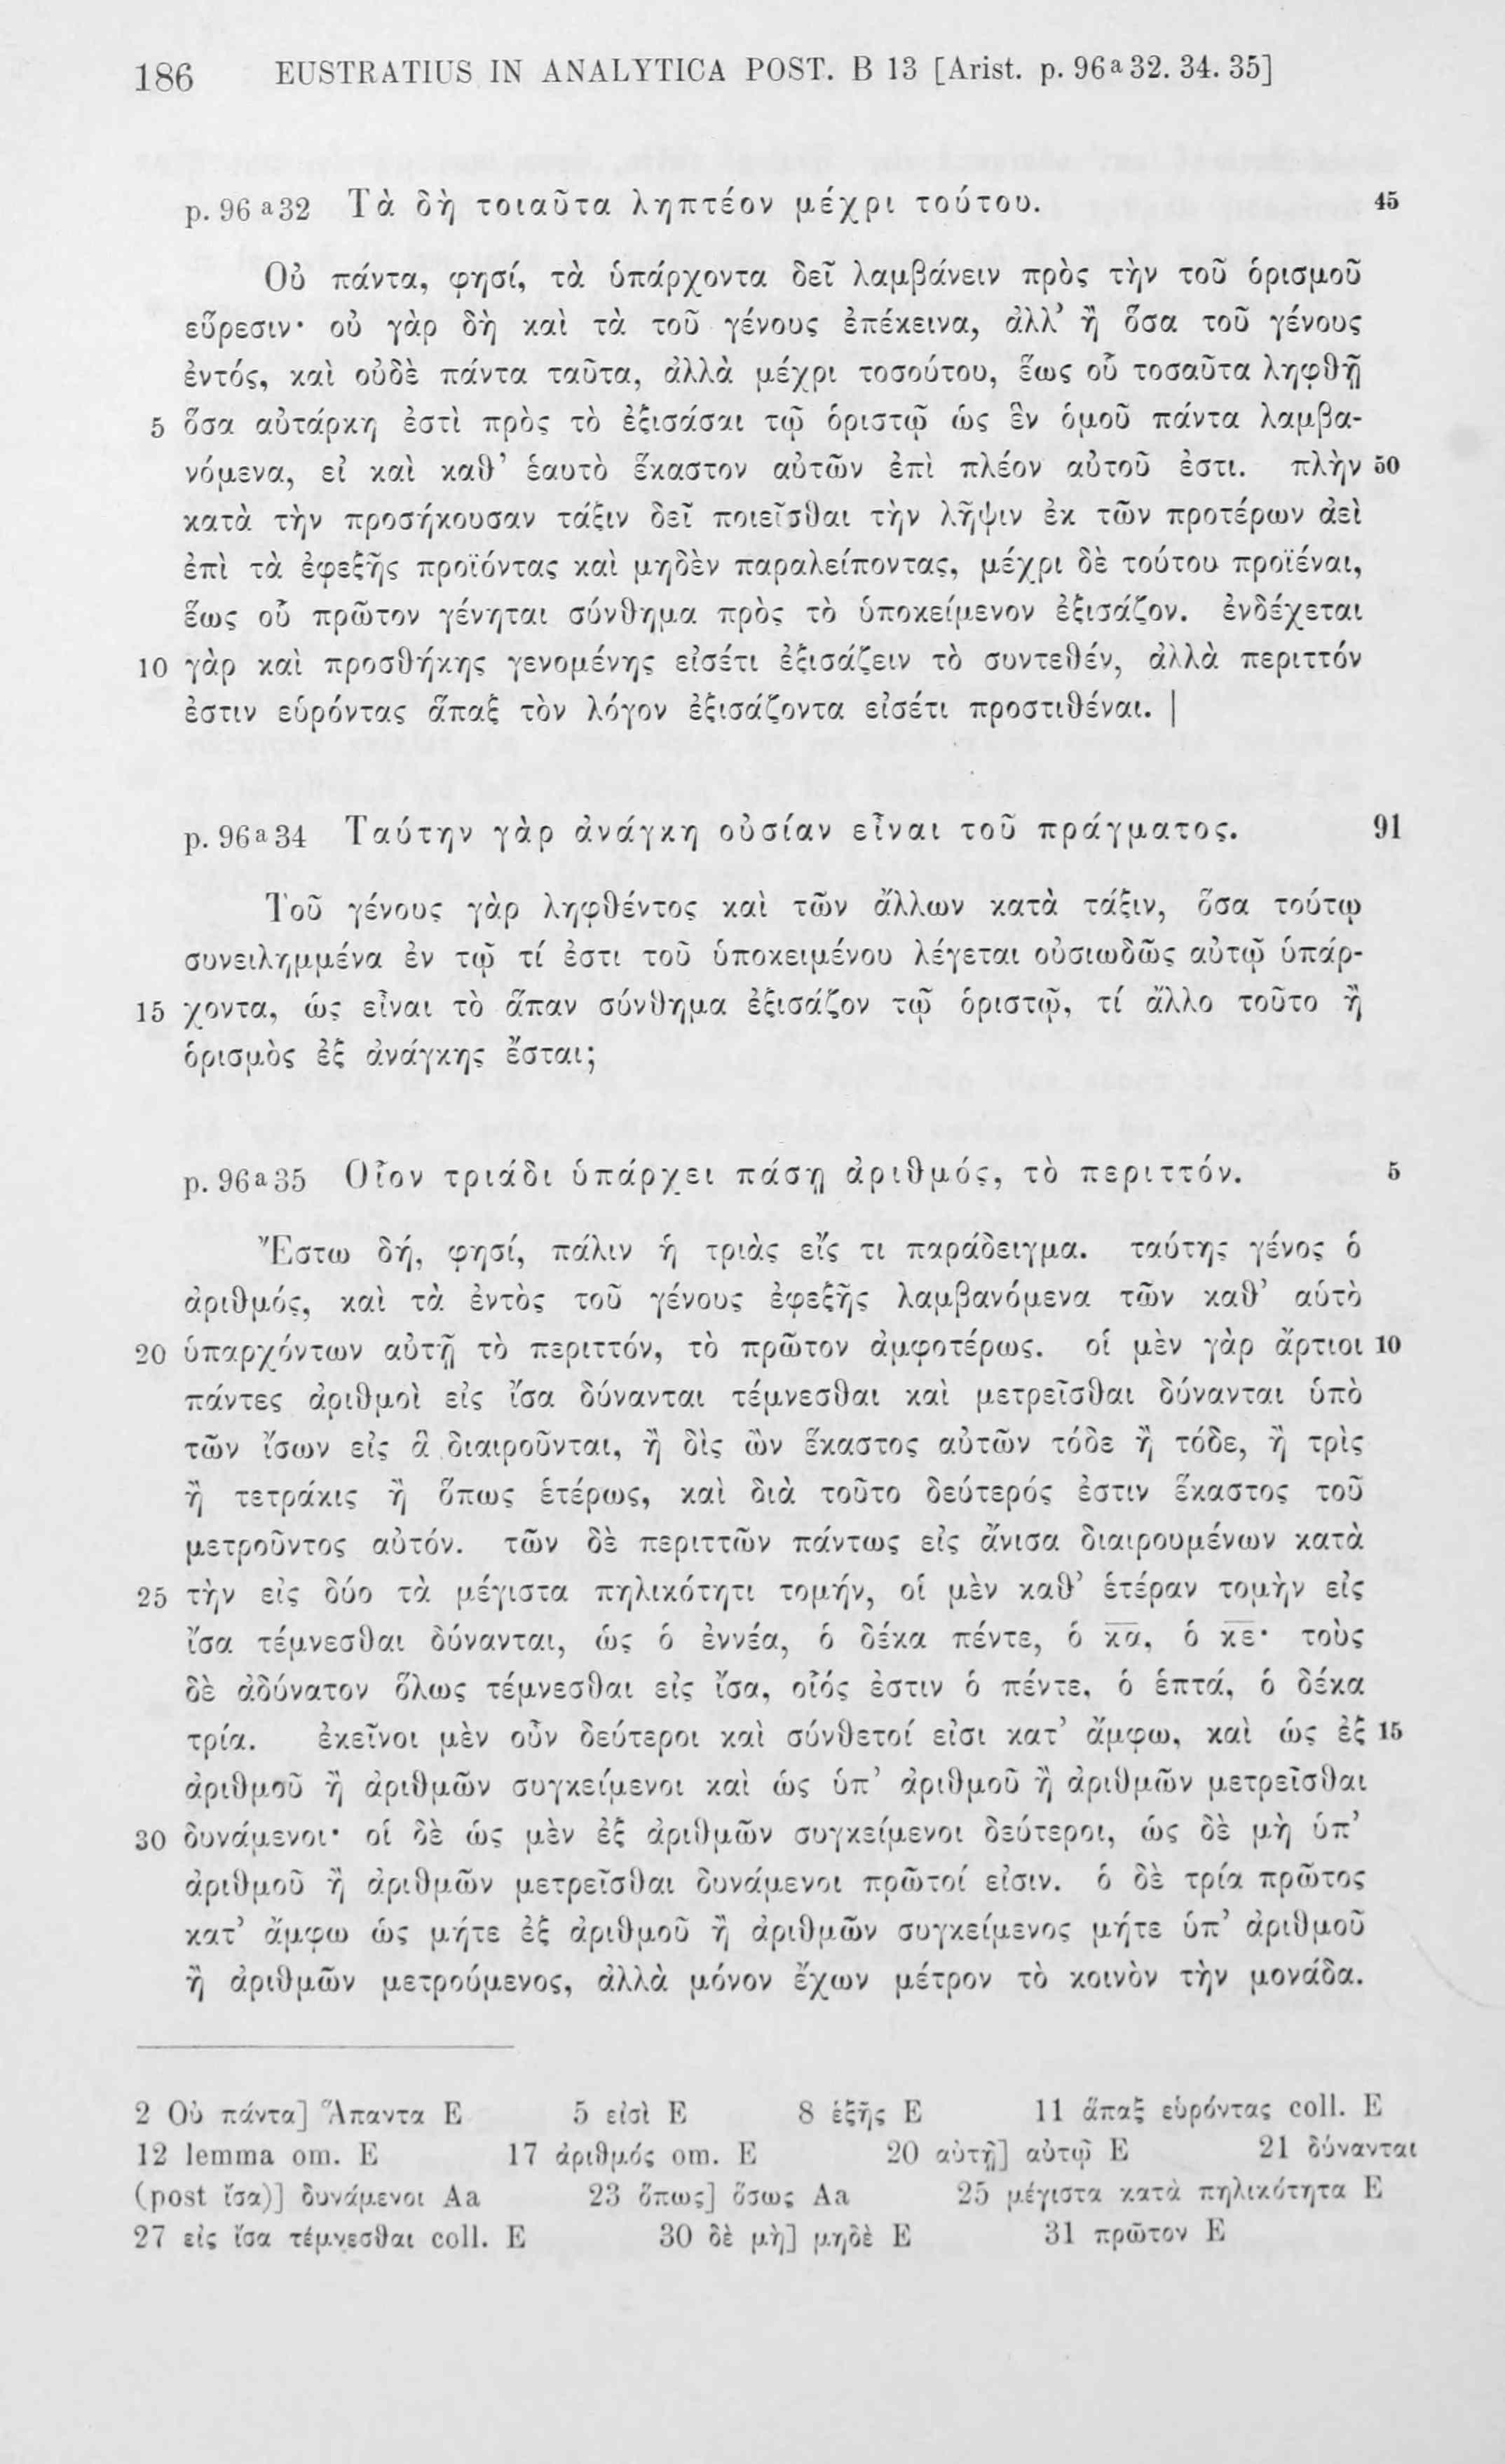 186 EUSTRATIUS IN ANALYTICA POST. B 13 [Arist. p. 96a32. 34. 35]
p. 96a32 Τὰ δὴ τοιαῦτα ληπτέον μέχρι τούτου. 45
Οὐ πάντα, φησί, τὰ ὑπάρχοντα δεῖ λαμβάνειν πρὸς τὴν τοῦ ὁρισμοῦ
εὕρεσιν· οὐ γὰρ δὴ καὶ τὰ τοῦ γένους ἐπέκεινα, ἀλλ’ ἢ ὅσα τοῦ γένους
ἐντός, καὶ οὐδὲ πάντα ταῦτα, ἀλλὰ μέχρι τοσούτου, ἕως οὗ τοσαῦτα ληφθῇ
5 ὅσα αὐτάρκη ἐστὶ πρὸς τὸ ἐξισάσαι τῷ ὁριστῷ ὡς ἓν ὁμοῦ πάντα λαμβα-
νόμενα, εἰ καὶ καθ’ ἑαυτὸ ἕκαστον αὐτῶν ἐπὶ πλέον αὐτοῦ ἐστι. πλὴν 50
κατὰ τὴν προσήκουσαν τάξιν δεῖ ποιεῖσθαι τὴν λῆψιν ἐκ τῶν προτέρων ἀεὶ
ἐπὶ τὰ ἐφεξῆς προϊόντας καὶ μηδὲν παραλείποντας, μέχρι δὲ τούτου προϊέναι,
ἕως οὗ πρῶτον γένηται σύνθημα πρὸς τὸ ὑποκείμενον ἐξισάζον. ἐνδέχεται
10 γὰρ καὶ προσθήκης γενομένης εἰσέτι ἐξισάζειν τὸ συντεθέν, ἀλλὰ περιττόν
ἐστιν εὑρόντας ἅπαξ τὸν λόγον ἐξισάζοντα εἰσέτι προστιθέναι. |
p. 96a34 Ταύτην γὰρ ἀνάγκη οὐσίαν εἶναι τοῦ πράγματος. 91
Τοῦ γένους γὰρ ληφθέντος καὶ τῶν ἄλλων κατὰ τάξιν, ὅσα τούτῳ
συνειλημμένα ἐν τῷ τί ἐστι τοῦ ὑποκειμένου λέγεται οὐσιωδῶς αὐτῷ ὑπάρ-
15 χοντα, ὡς εἶναι τὸ ἅπαν σύνθημα ἐξισάζον τῷ ὁριστῷ, τί ἄλλο τοῦτο ἢ
ὁρισμὸς ἐξ ἀνάγκης ἔσται;
p. 96a35 Οἷον τριάδι ὑπάρχει πάσῃ ἀριθμός, τὸ περιττόν. 5
Ἔστω δή, φησί, πάλιν ἡ τριὰς εἴς τι παράδειγμα. ταύτης γένος ὁ
ἀριθμός, καὶ τὰ ἐντὸς τοῦ γένους ἐφεξῆς λαμβανόμενα τῶν καθ’ αὑτὸ
20 ὑπαρχόντων αὐτῇ τὸ περιττόν, τὸ πρῶτον ἀμφοτέρως. οἱ μὲν γὰρ ἄρτιοι 10
πάντες ἀριθμοὶ εἰς ἴσα δύνανται τέμνεσθαι καὶ μετρεῖσθαι δύνανται ὑπὸ
τῶν ἴσων εἰς ἃ διαιροῦνται, ἢ δὶς ὢν ἕκαστος αὐτῶν τόδε ἢ τόδε, ἢ τρὶς
ἢ τετράκις ἢ ὅπως ἑτέρως, καὶ διὰ τοῦτο δεύτερός ἐστιν ἕκαστος τοῦ
μετροῦντος αὐτόν. τῶν δὲ περιττῶν πάντως εἰς ἄνισα διαιρουμένων κατὰ
25 τὴν εἰς δύο τὰ μέγιστα πηλικότητι τομήν, οἱ μὲν καθ’ ἑτέραν τομὴν εἰς
ἴσα τέμνεσθαι δύνανται, ὡς ὁ ἐννέα, ὁ δέκα πέντε, ὁ κ̅α̅, ὁ κ̅ε̅· τοὺς
δὲ ἀδύνατον ὅλως τέμνεσθαι εἰς ἴσα, οἷός ἐστιν ὁ πέντε, ὁ ἑπτά, ὁ δέκα
τρία. ἐκεῖνοι μὲν οὖν δεύτεροι καὶ σύνθετοί εἰσι κατ’ ἄμφω, καὶ ὡς ἐξ 15
ἀριθμοῦ ἢ ἀριθμῶν συγκείμενοι καὶ ὡς ὑπ’ ἀριθμοῦ ἢ ἀριθμῶν μετρεῖσθαι
30 δυνάμενοι· οἱ δὲ ὡς μὲν ἐξ ἀριθμῶν συγκείμενοι δεύτεροι, ὡς δὲ μὴ ὑπ’
ἀριθμοῦ ἢ ἀριθμῶν μετρεῖσθαι δυνάμενοι πρῶτοί εἰσιν. ὁ δὲ τρία πρῶτος
κατ’ ἄμφω ὡς μήτε ἐξ ἀριθμοῦ ἢ ἀριθμῶν συγκείμενος μήτε ὑπ’ ἀριθμοῦ
ἢ ἀριθμῶν μετρούμενος, ἀλλὰ μόνον ἔχων μέτρον τὸ κοινὸν τὴν μονάδα.
2 Οὐ πάντα] Ἅπαντα E 5 εἰσὶ E 8 ἑξῆς E 11 ἅπαξ εὑρόντας coll. E
12 lemma om. E 17 ἀριθμός om. E 20 αὐτῇ] αὐτῷ E 21 δύνανται
(post ἴσα)] δυνάμενοι Aa 23 ὅπως] ὅσως Aa 25 μέγιστα κατὰ πηλικότητα E
27 εἰς ἴσα τέμνεσθαι coll. E 30 δὲ μὴ] μηδὲ E 31 πρῶτον E